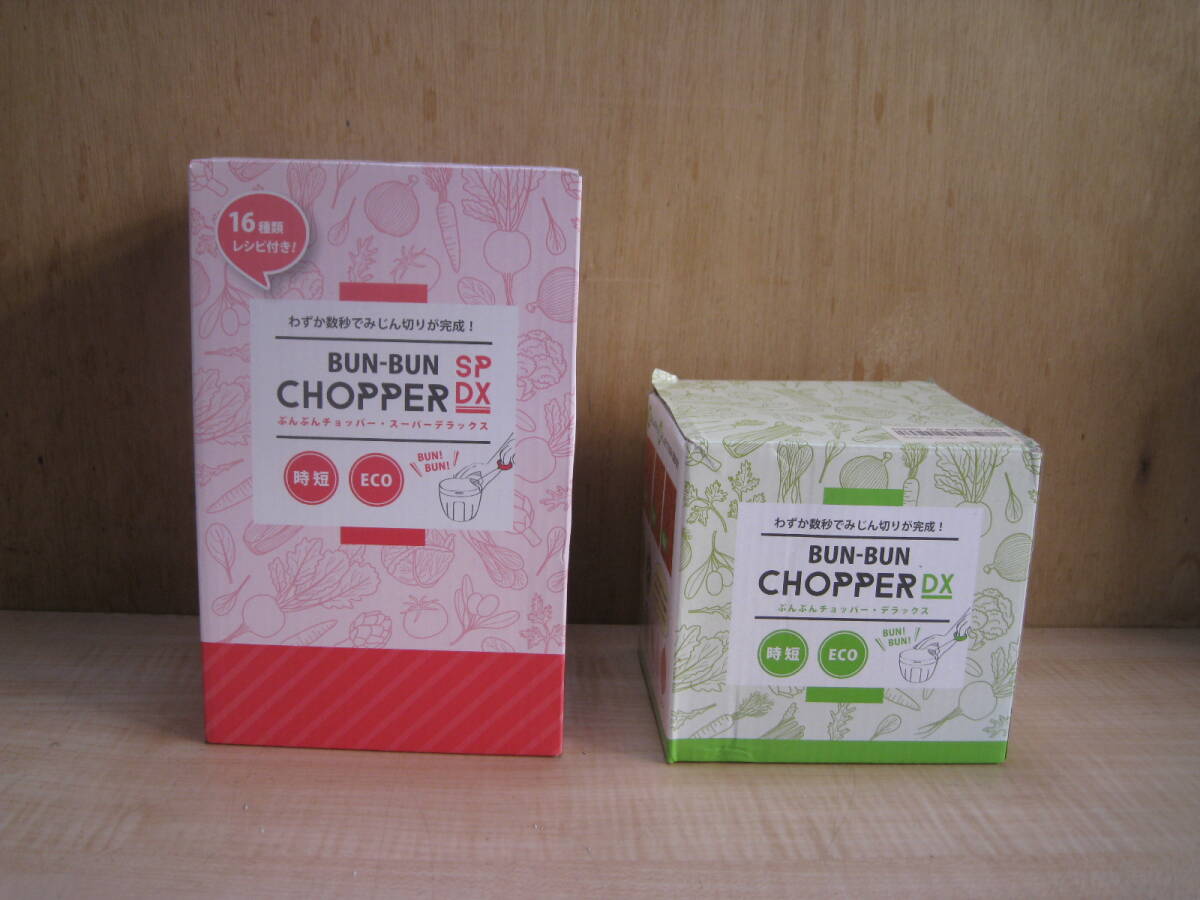 16種類
レシピ付き!
わずか数秒でみじん切りが完成!
BUN-BUN
CHOPPER
SP
DX
ぶんぶんチョッパー・スーパーデラックス
時短
ECO
BUN!
BUN!
わずか数秒でみじん切りが完成!
BUN-BUN
CHOPPER DX
ぶんぶんチョッパー・デラックス
時短
ECO
BUN!
BUN!